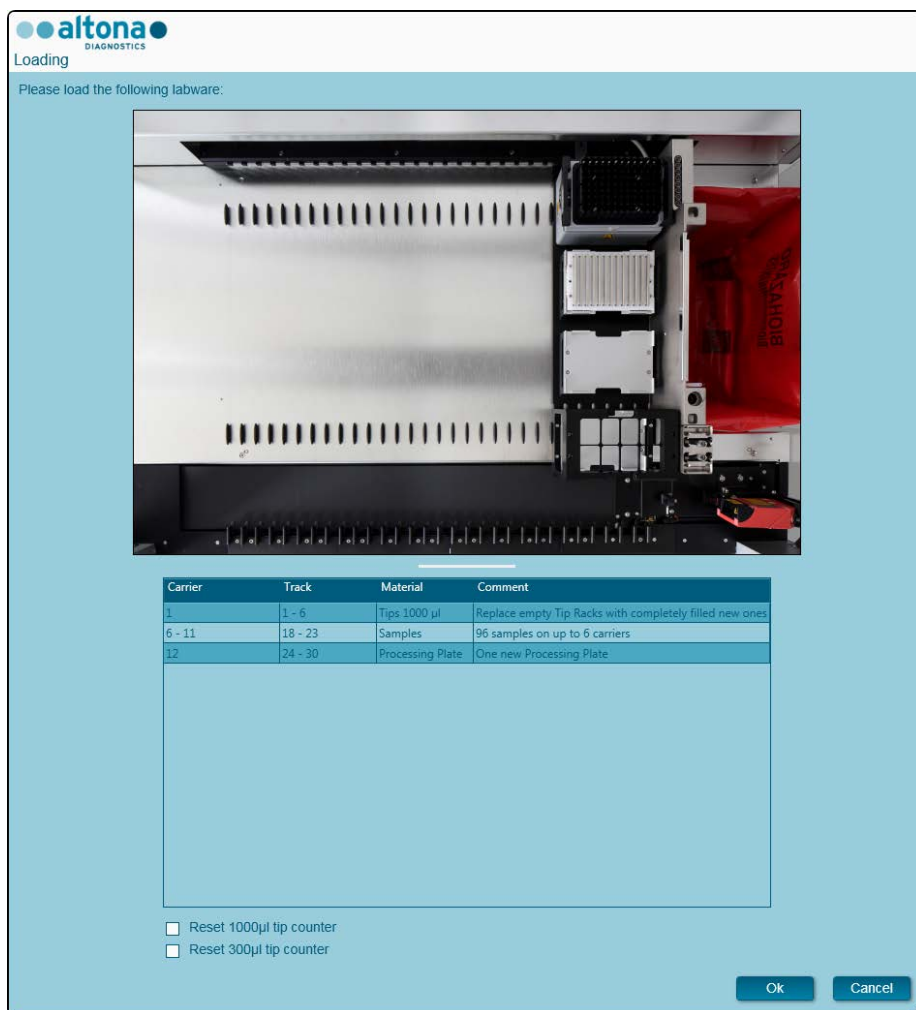 altona
DIAGNOSTICS
Loading
Please load the following labware:
BIOHAZARD
Carrier Track Material Comment
1 1 - 6 Tips 1000 µl Replace empty Tip Racks with completely filled new ones
6 - 11 18 - 23 Samples 96 samples on up to 6 carriers
12 24 - 30 Processing Plate One new Processing Plate
Reset 1000µl tip counter
Reset 300µl tip counter
Ok Cancel